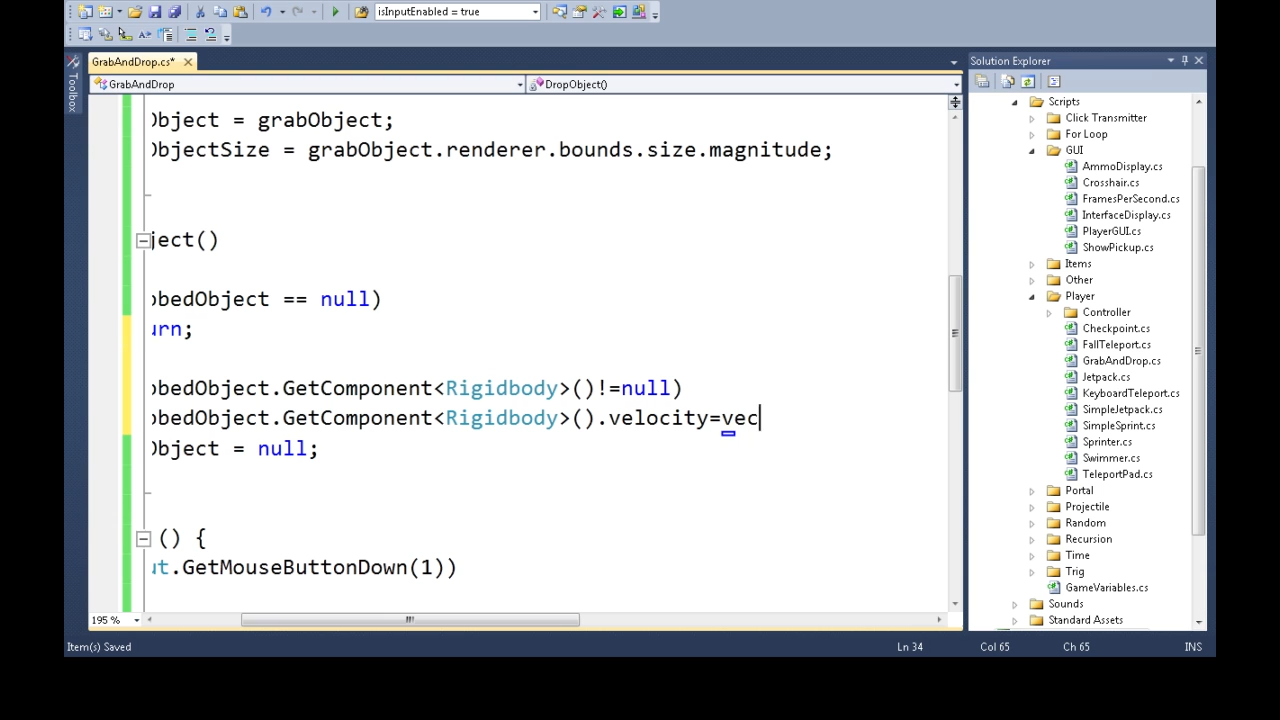 isInputEnabled = true
GrabAndDrop.cs*
GrabAndDrop
DropObject()
Toolbox
Object = grabObject;
ObjectSize = grabObject.renderer.bounds.size.magnitude;
ject()
bedObject == null)
urn;
bedObject.GetComponent<Rigidbody>()!=null)
bedObject.GetComponent<Rigidbody>().velocity=vec
Object = null;
() {
ut.GetMouseButtonDown(1))
195 %
Solution Explorer
Scripts
Click Transmitter
For Loop
GUI
AmmoDisplay.cs
Crosshair.cs
FramesPerSecond.cs
InterfaceDisplay.cs
PlayerGUI.cs
ShowPickup.cs
Items
Other
Player
Controller
Checkpoint.cs
FallTeleport.cs
GrabAndDrop.cs
Jetpack.cs
KeyboardTeleport.cs
SimpleJetpack.cs
SimpleSprint.cs
Sprinter.cs
Swimmer.cs
TeleportPad.cs
Portal
Projectile
Random
Recursion
Time
Trig
GameVariables.cs
Sounds
Standard Assets
Item(s) Saved
Ln 34
Col 65
Ch 65
INS